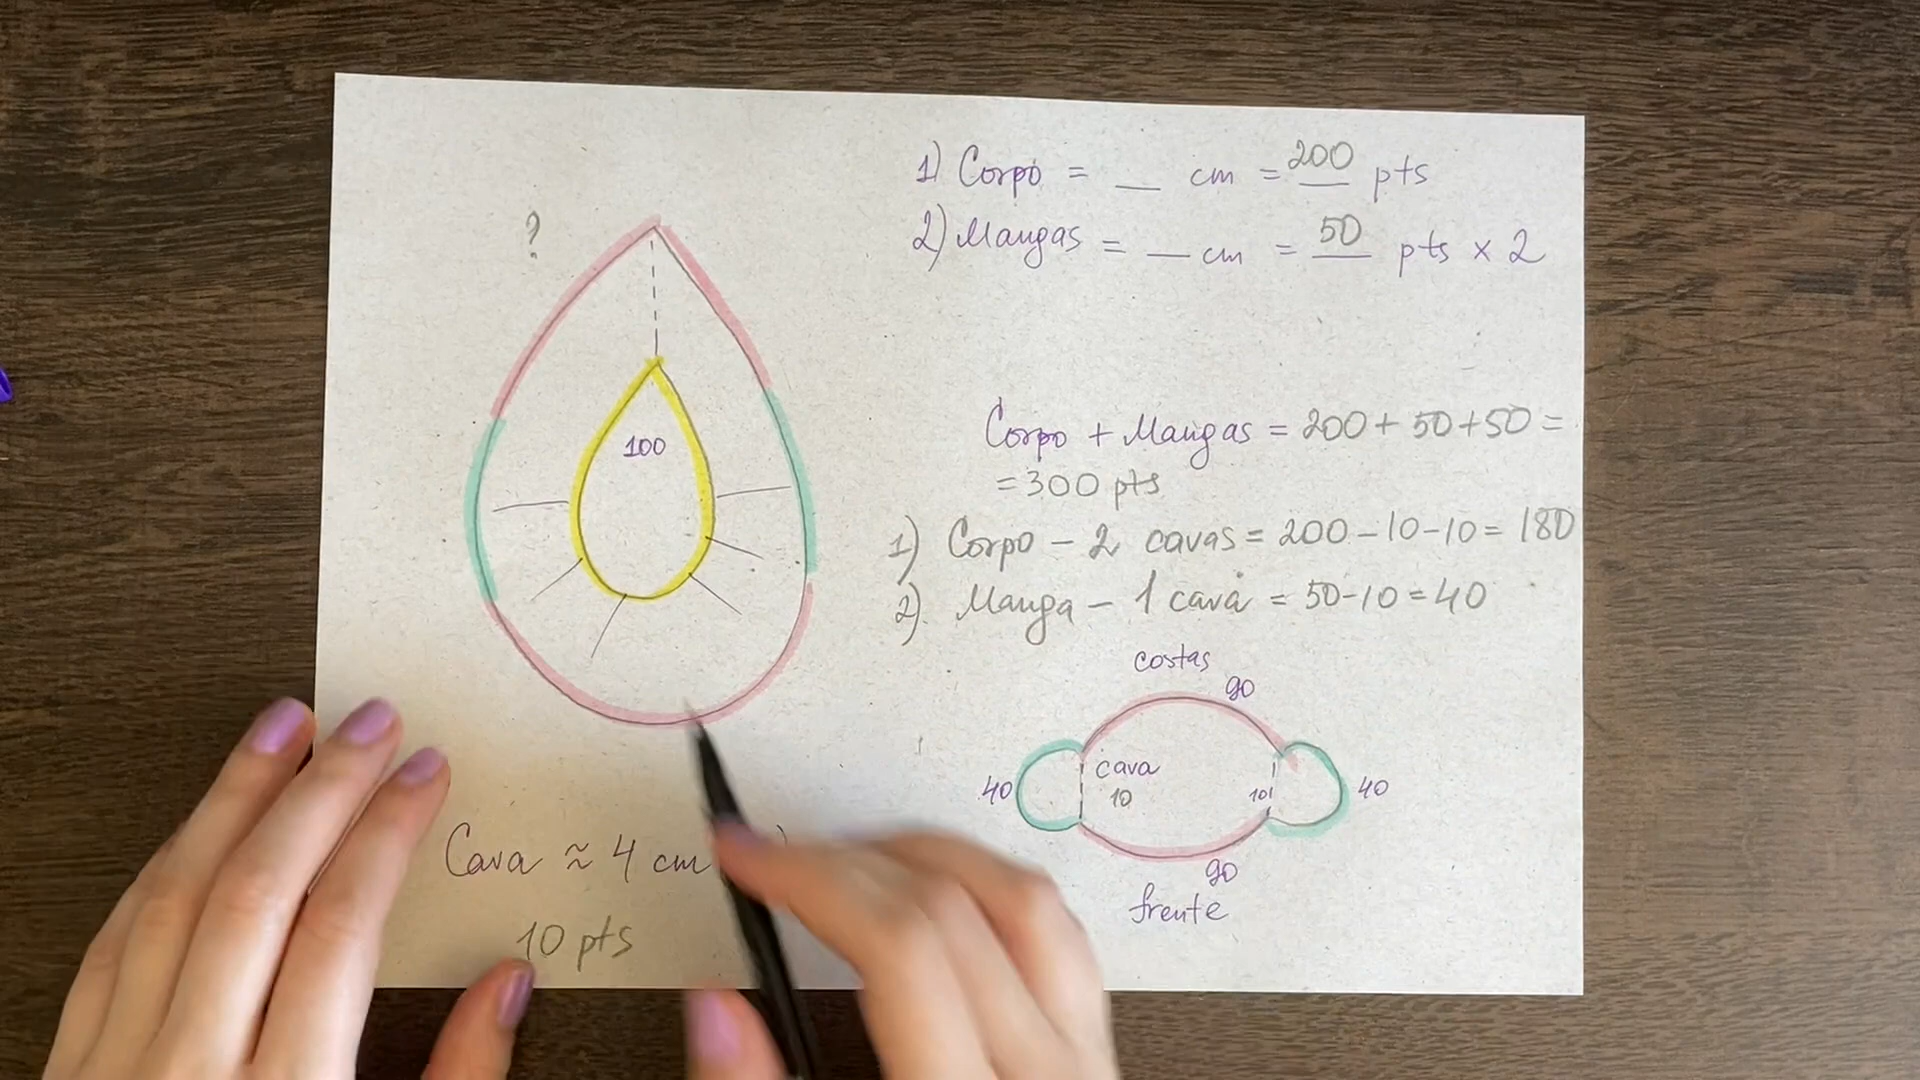 1) Corpo = __ cm = 200 pts
2) Mangas = __ cm = 50 pts x 2
?
100
Corpo + Mangas = 200 + 50 + 50 =
= 300 pts
1) Corpo - 2 cavas = 200 - 10 - 10 = 180
2) Manga - 1 cava = 50 - 10 = 40
costas
90
40
cava
10
10
40
90
frente
Cava ≈ 4 cm
10 pts